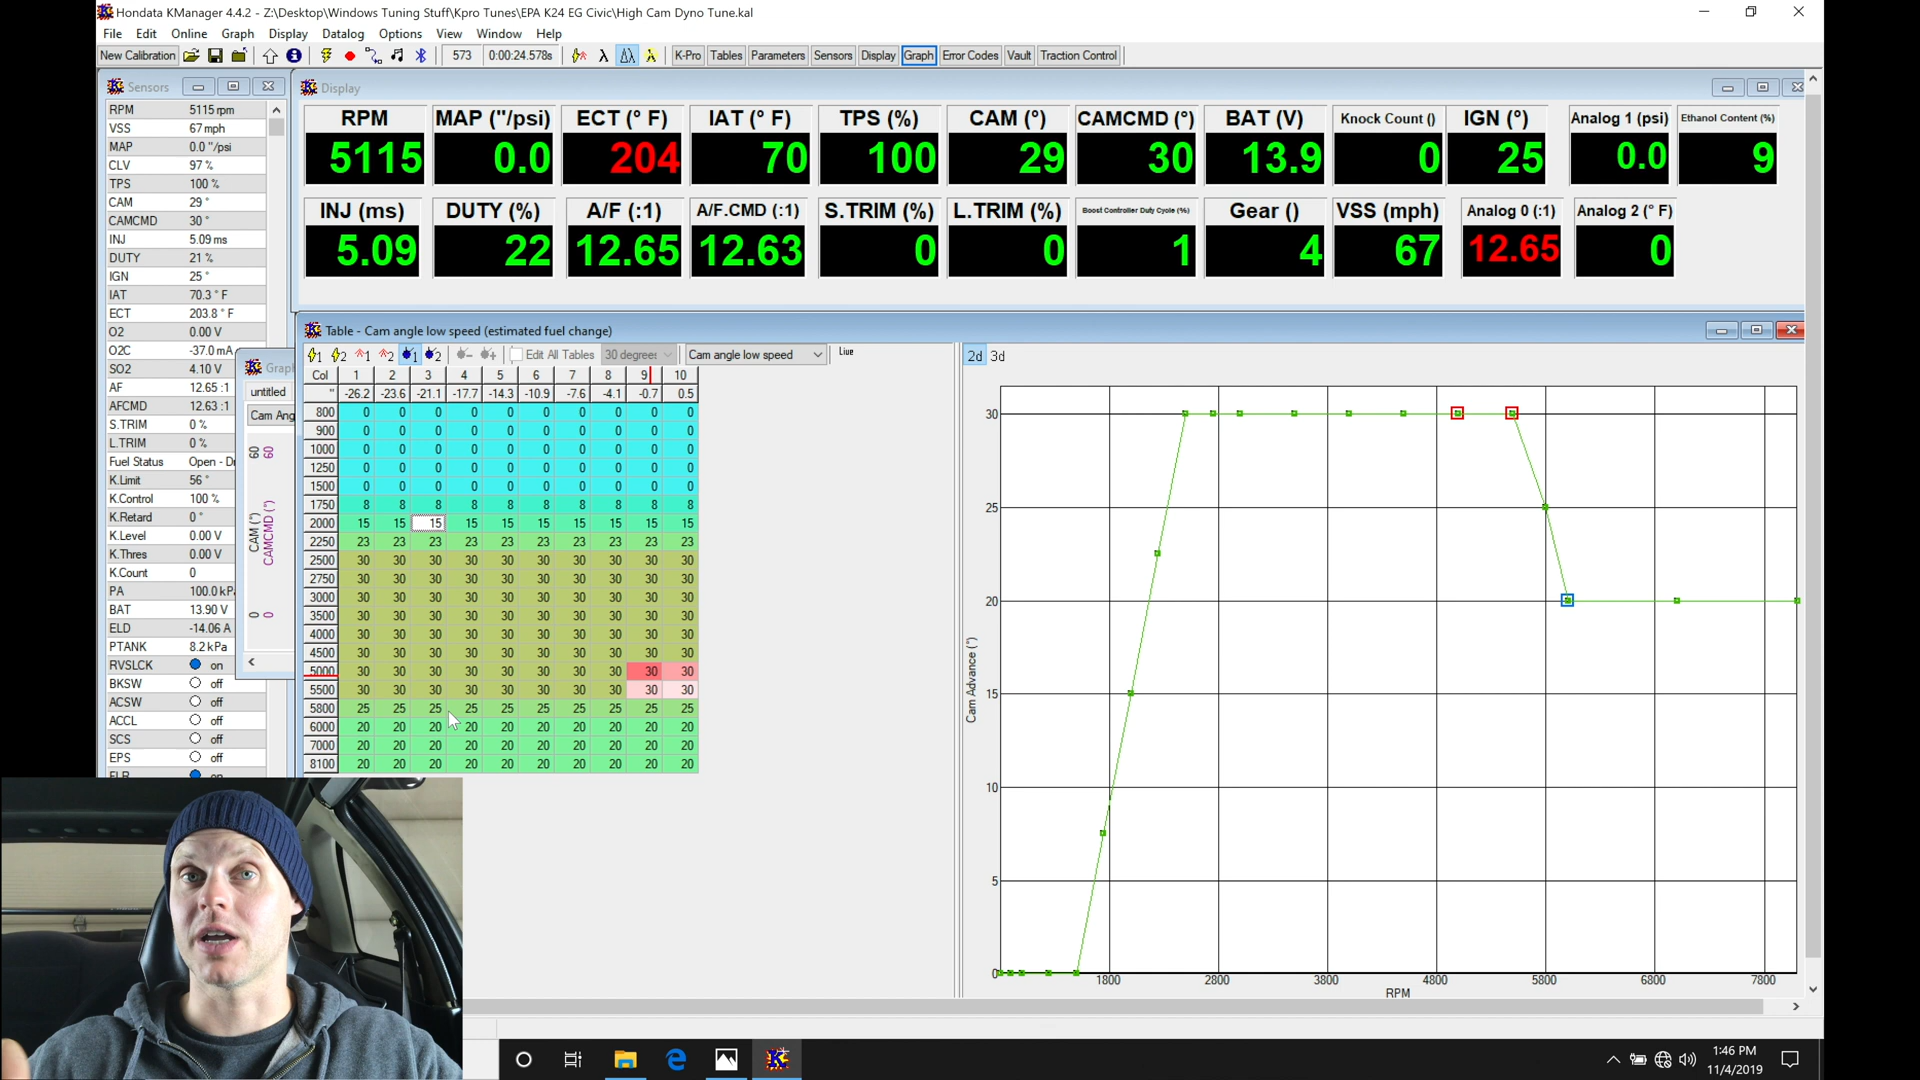 Hondata KManager 4.4.2 - Z:\Desktop\Windows Tuning Stuff\Kpro Tunes\EPA K24 EG Civic\High Cam Dyno Tune.kal
File Edit Online Graph Display Datalog Options View Window Help
New Calibration 573 0:00:24.578s K-Pro Tables Parameters Sensors Display Graph Error Codes Vault Traction Control
Sensors
RPM 5115 rpm
VSS 67 mph
MAP 0.0 "/psi
CLV 97 %
TPS 100 %
CAM 29 °
CAMCMD 30 °
INJ 5.09 ms
DUTY 21 %
IGN 25 °
IAT 70.3 ° F
ECT 203.8 ° F
O2 0.00 V
O2C -37.0 mA
SO2 4.10 V
AF 12.65 :1
AFCMD 12.63 :1
S.TRIM 0 %
L.TRIM 0 %
Fuel Status Open - Dr
K.Limit 56 °
K.Control 100 %
K.Retard 0 °
K.Level 0.00 V
K.Thres 0.00 V
K.Count 0
PA 100.0 kPa
BAT 13.90 V
ELD -14.06 A
PTANK 8.2 kPa
RVSLCK on
BKSW off
ACSW off
ACCL off
SCS off
EPS off
FLR on
Graph
untitled
Cam Ang
60 60
CAM (°)
CAMCMD (°)
0 0
Display
RPM MAP ("/psi) ECT (° F) IAT (° F) TPS (%) CAM (°) CAMCMD (°) BAT (V) Knock Count () IGN (°) Analog 1 (psi) Ethanol Content (%)
5115 0.0 204 70 100 29 30 13.9 0 25 0.0 9
INJ (ms) DUTY (%) A/F (:1) A/F.CMD (:1) S.TRIM (%) L.TRIM (%) Boost Controller Duty Cycle (%) Gear () VSS (mph) Analog 0 (:1) Analog 2 (° F)
5.09 22 12.65 12.63 0 0 1 4 67 12.65 0
Table - Cam angle low speed (estimated fuel change)
1 2 1 2 1 2 Edit All Tables 30 degrees Cam angle low speed Live
Col 1 2 3 4 5 6 7 8 9 10
" -26.2 -23.6 -21.1 -17.7 -14.3 -10.9 -7.6 -4.1 -0.7 0.5
800 0 0 0 0 0 0 0 0 0 0
900 0 0 0 0 0 0 0 0 0 0
1000 0 0 0 0 0 0 0 0 0 0
1250 0 0 0 0 0 0 0 0 0 0
1500 0 0 0 0 0 0 0 0 0 0
1750 8 8 8 8 8 8 8 8 8 8
2000 15 15 15 15 15 15 15 15 15 15
2250 23 23 23 23 23 23 23 23 23 23
2500 30 30 30 30 30 30 30 30 30 30
2750 30 30 30 30 30 30 30 30 30 30
3000 30 30 30 30 30 30 30 30 30 30
3500 30 30 30 30 30 30 30 30 30 30
4000 30 30 30 30 30 30 30 30 30 30
4500 30 30 30 30 30 30 30 30 30 30
5000 30 30 30 30 30 30 30 30 30 30
5500 30 30 30 30 30 30 30 30 30 30
5800 25 25 25 25 25 25 25 25 25 25
6000 20 20 20 20 20 20 20 20 20 20
7000 20 20 20 20 20 20 20 20 20 20
8100 20 20 20 20 20 20 20 20 20 20
2d 3d
30
25
20
15
10
5
0
Cam Advance (°)
1800 2800 3800 4800 5800 6800 7800
RPM
1:46 PM
11/4/2019